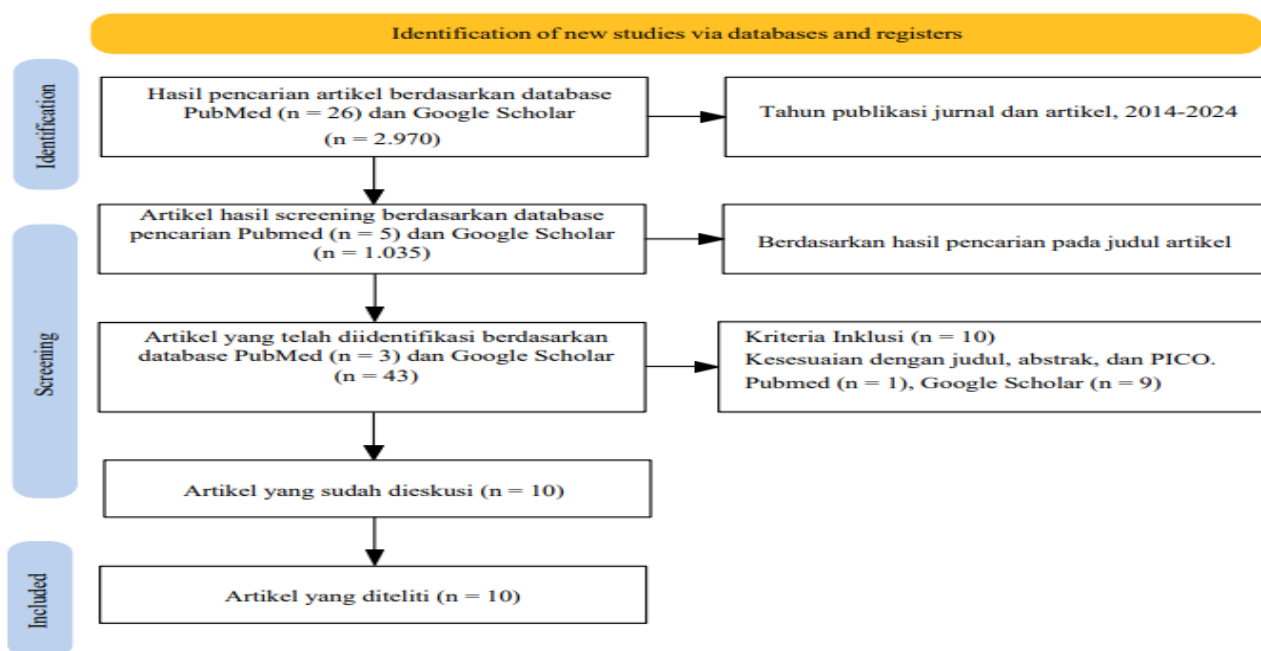 Identification of new studies via databases and registers
Identification
Hasil pencarian artikel berdasarkan database
PubMed (n = 26) dan Google Scholar
(n = 2.970)
Tahun publikasi jurnal dan artikel, 2014-2024
Screening
Artikel hasil screening berdasarkan database
pencarian Pubmed (n = 5) dan Google Scholar
(n = 1.035)
Berdasarkan hasil pencarian pada judul artikel
Artikel yang telah diidentifikasi berdasarkan
database PubMed (n = 3) dan Google Scholar
(n = 43)
Kriteria Inklusi (n = 10)
Kesesuaian dengan judul, abstrak, dan PICO.
Pubmed (n = 1), Google Scholar (n = 9)
Artikel yang sudah dieskusi (n = 10)
Included
Artikel yang diteliti (n = 10)